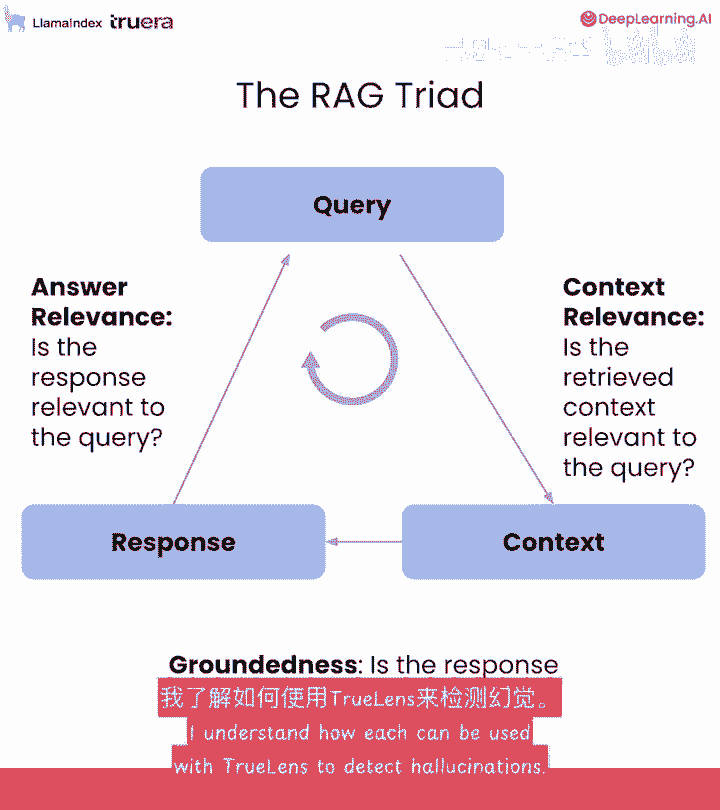 LlamaIndex truera
DeepLearning.AI
The RAG Triad
Query
Answer
Relevance:
Is the
response
relevant to
the query?
Context
Relevance:
Is the
retrieved
context
relevant to
the query?
Response
Context
Groundedness: Is the response
我了解如何使用TrueLens来检测幻觉。
I understand how each can be used
with TrueLens to detect hallucinations.